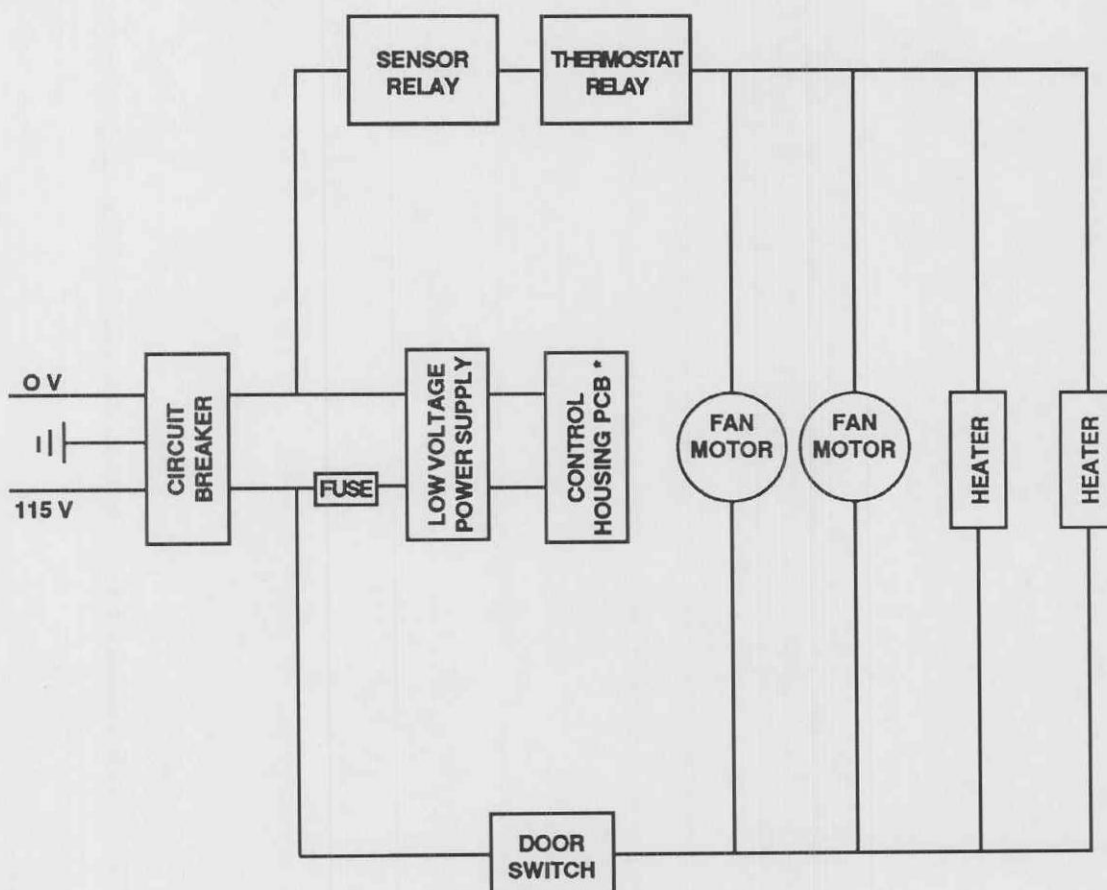 SENSOR
RELAY
THERMOSTAT
RELAY
O V
115 V
CIRCUIT
BREAKER
FUSE
LOW VOLTAGE
POWER SUPPLY
CONTROL
HOUSING PCB *
FAN
MOTOR
FAN
MOTOR
HEATER
HEATER
DOOR
SWITCH